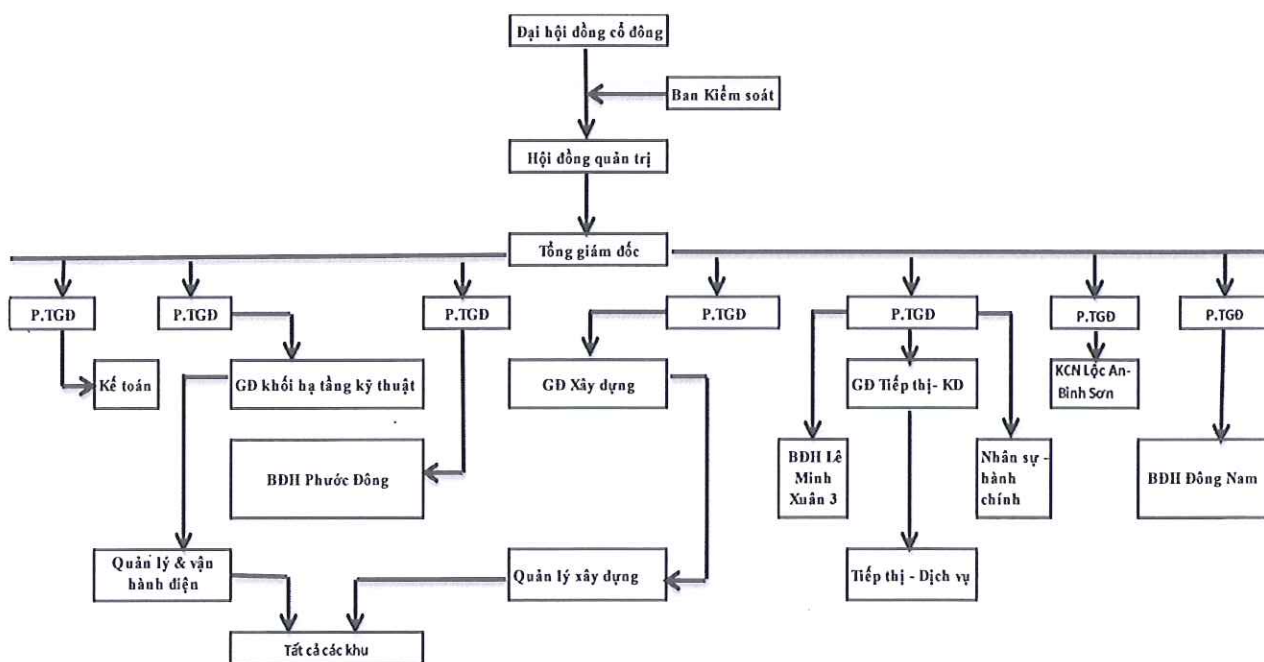 Đại hội đồng cổ đông
Ban Kiểm soát
Hội đồng quản trị
Tổng giám đốc
P.TGĐ
P.TGĐ
P.TGĐ
P.TGĐ
P.TGĐ
P.TGĐ
P.TGĐ
Kế toán
GĐ khối hạ tầng kỹ thuật
GĐ Xây dựng
GĐ Tiếp thị- KD
KCN Lộc An-
Bình Sơn
BĐH Phước Đông
BĐH Lê
Minh
Xuân 3
Nhân sự -
hành
chính
BĐH Đông Nam
Quản lý & vận
hành điện
Quản lý xây dựng
Tiếp thị - Dịch vụ
Tất cả các khu